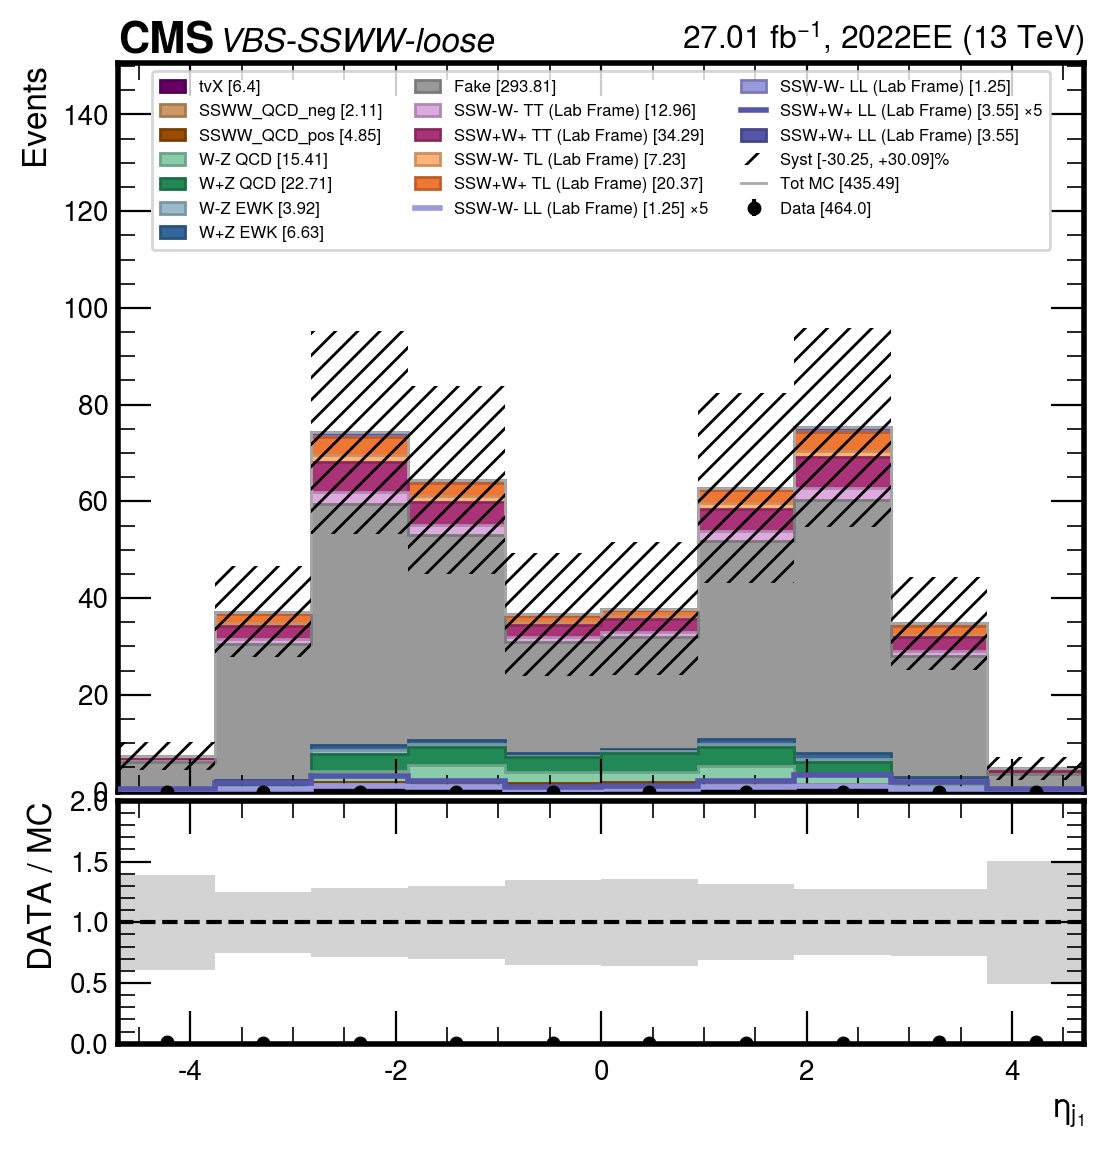 CMS VBS-SSWW-loose 27.01 fb⁻¹, 2022EE (13 TeV)
Events
tvX [6.4]
SSWW_QCD_neg [2.11]
SSWW_QCD_pos [4.85]
W-Z QCD [15.41]
W+Z QCD [22.71]
W-Z EWK [3.92]
W+Z EWK [6.63]
Fake [293.81]
SSW-W- TT (Lab Frame) [12.96]
SSW+W+ TT (Lab Frame) [34.29]
SSW-W- TL (Lab Frame) [7.23]
SSW+W+ TL (Lab Frame) [20.37]
SSW-W- LL (Lab Frame) [1.25] ×5
SSW-W- LL (Lab Frame) [1.25]
SSW+W+ LL (Lab Frame) [3.55] ×5
SSW+W+ LL (Lab Frame) [3.55]
Syst [-30.25, +30.09]%
Tot MC [435.49]
Data [464.0]
140
120
100
80
60
40
20
0
DATA / MC
2.0
1.5
1.0
0.5
0.0
-4 -2 0 2 4
η_j₁